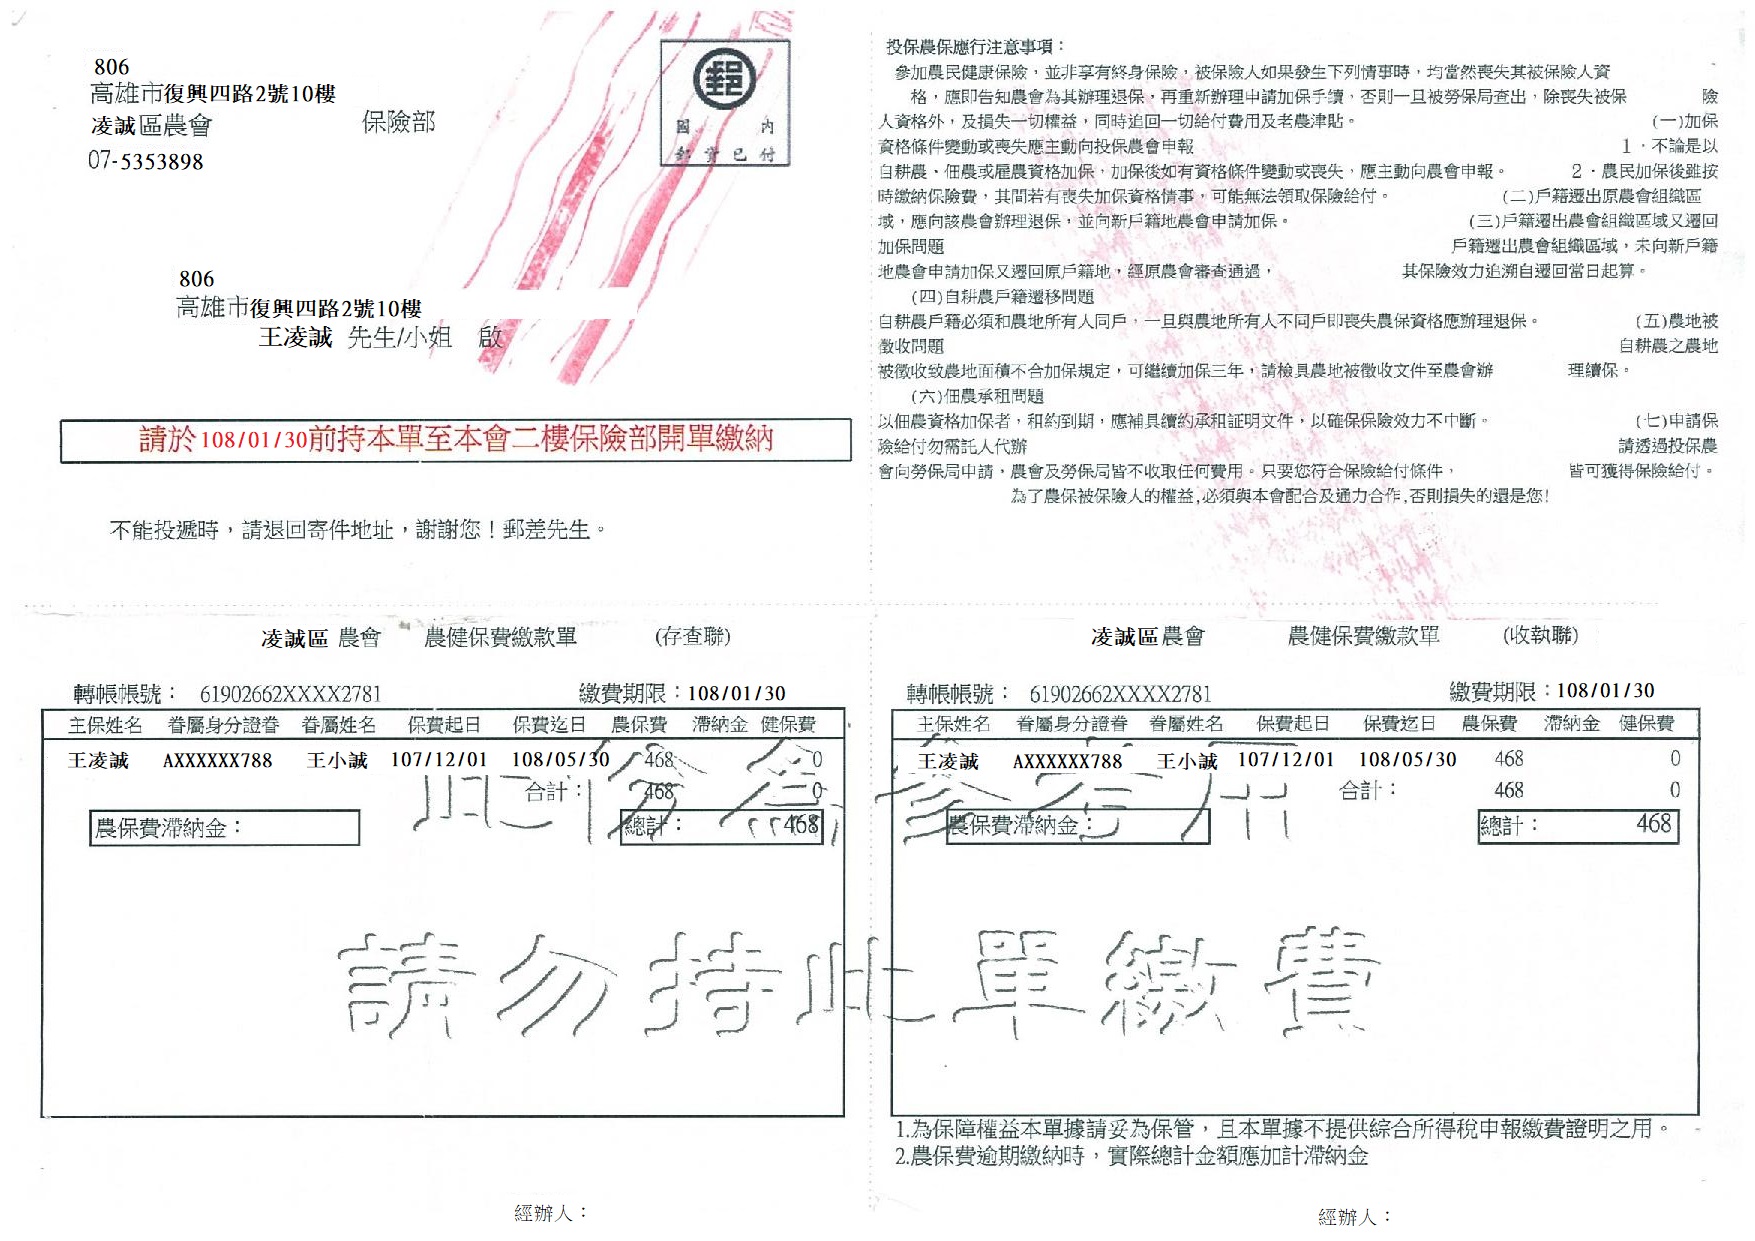 806
高雄市復興四路2號10樓
凌誠區農會 保險部
07-5353898
郵
國 內
郵資已付
806
高雄市復興四路2號10樓
王凌誠 先生/小姐 啟
請於108/01/30前持本單至本會二樓保險部開單繳納
不能投遞時，請退回寄件地址，謝謝您！郵差先生。
投保農保應行注意事項：
參加農民健康保險，並非享有終身保險，被保險人如果發生下列情事時，均當然喪失其被保險人資
格，應即告知農會為其辦理退保，再重新辦理申請加保手續，否則一旦被勞保局查出，除喪失被保 險
人資格外，及損失一切權益，同時追回一切給付費用及老農津貼。 (一)加保
資格條件變動或喪失應主動向投保農會申報 1．不論是以
自耕農、佃農或雇農資格加保，加保後如有資格條件變動或喪失，應主動向農會申報。 2．農民加保後雖按
時繳納保險費，其間若有喪失加保資格情事，可能無法領取保險給付。 (二)戶籍遷出原農會組織區
域，應向該農會辦理退保，並向新戶籍地農會申請加保。 (三)戶籍遷出農會組織區域又遷回
加保問題 戶籍遷出農會組織區域，未向新戶籍
地農會申請加保又遷回原戶籍地，經原農會審查通過， 其保險效力追溯自遷回當日起算。
(四)自耕農戶籍遷移問題
自耕農戶籍必須和農地所有人同戶，一旦與農地所有人不同戶即喪失農保資格應辦理退保。 (五)農地被
徵收問題 自耕農之農地
被徵收致農地面積不合加保規定，可繼續加保三年，請檢具農地被徵收文件至農會辦 理續保。
(六)佃農承租問題
以佃農資格加保者，和約到期，應補具續約承和証明文件，以確保保險效力不中斷。 (七)申請保
險給付勿需託人代辦 請透過投保農
會向勞保局申請，農會及勞保局皆不收取任何費用。只要您符合保險給付條件， 皆可獲得保險給付。
為了農保被保險人的權益,必須與本會配合及通力合作,否則損失的還是您!
凌誠區 農會 農健保費繳款單 (存查聯)
轉帳帳號： 61902662XXXX2781 繳費期限：108/01/30
主保姓名 眷屬身分證眷 眷屬姓名 保費起日 保費迄日 農保費 滯納金 健保費
王凌誠 AXXXXXX788 王小誠 107/12/01 108/05/30 468 0
合計： 468 0
農保費滯納金： 總計： 468
凌誠區農會 農健保費繳款單 (收執聯)
轉帳帳號： 61902662XXXX2781 繳費期限：108/01/30
主保姓名 眷屬身分證眷 眷屬姓名 保費起日 保費迄日 農保費 滯納金 健保費
王凌誠 AXXXXXX788 王小誠 107/12/01 108/05/30 468 0
合計： 468 0
農保費滯納金： 總計： 468
請勿持此單繳費
1.為保障權益本單據請妥為保管，且本單據不提供綜合所得稅申報繳費證明之用。
2.農保費逾期繳納時，實際總計金額應加計滯納金
經辦人：
經辦人：